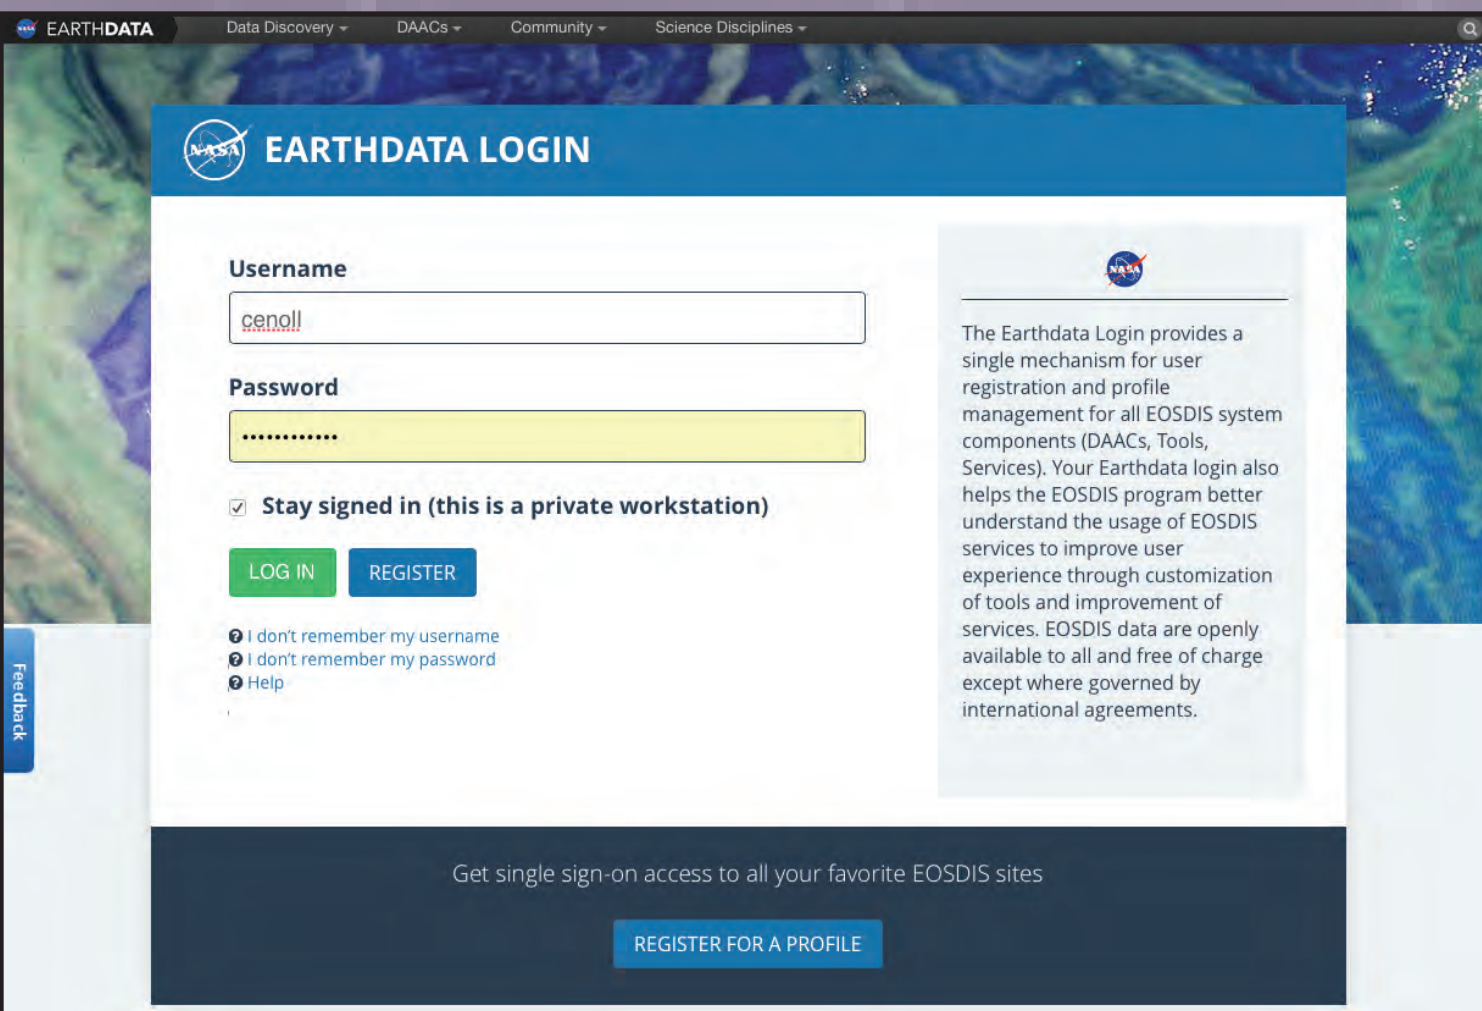 EARTHDATA Data Discovery DAACs Community Science Disciplines
NASA EARTHDATA LOGIN
Username
cenoll
Password
••••••••••••
Stay signed in (this is a private workstation)
LOG IN REGISTER
I don't remember my username
I don't remember my password
Help
NASA
The Earthdata Login provides a
single mechanism for user
registration and profile
management for all EOSDIS system
components (DAACs, Tools,
Services). Your Earthdata login also
helps the EOSDIS program better
understand the usage of EOSDIS
services to improve user
experience through customization
of tools and improvement of
services. EOSDIS data are openly
available to all and free of charge
except where governed by
international agreements.
Feedback
Get single sign-on access to all your favorite EOSDIS sites
REGISTER FOR A PROFILE